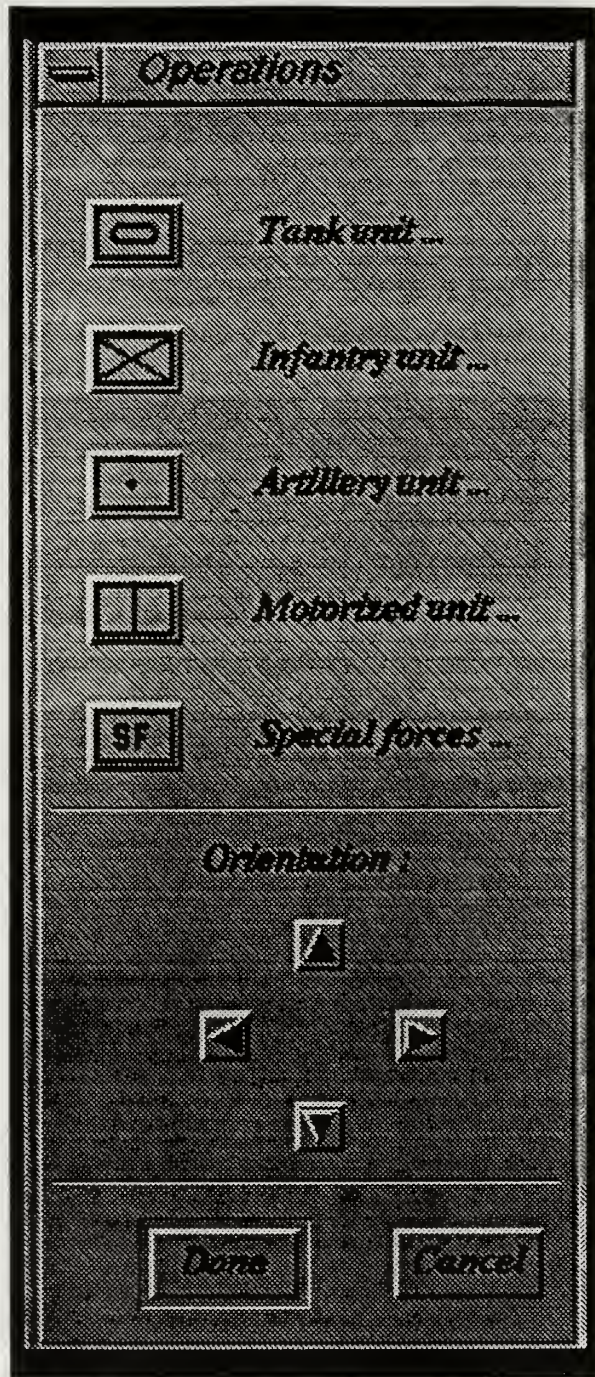 Operations
Tank unit ...
Infantry unit ...
Artillery unit ...
Motorized unit ...
SF Special forces ...
Orientation :
Done Cancel